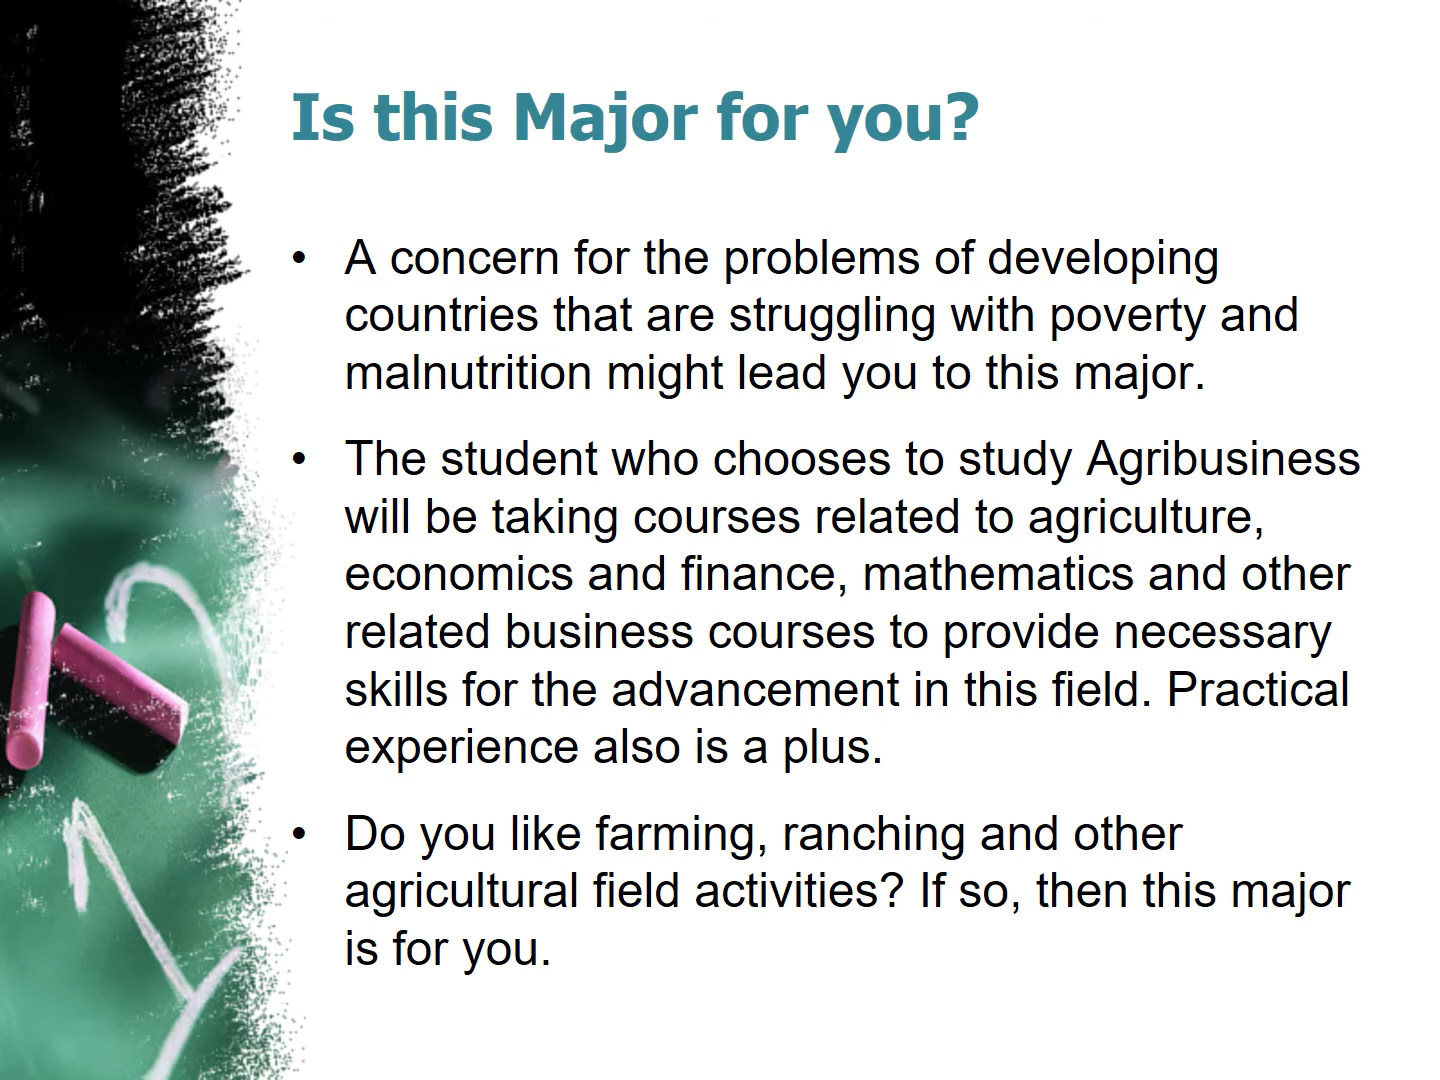 Is this Major for you?
• A concern for the problems of developing
countries that are struggling with poverty and
malnutrition might lead you to this major.
• The student who chooses to study Agribusiness
will be taking courses related to agriculture,
economics and finance, mathematics and other
related business courses to provide necessary
skills for the advancement in this field. Practical
experience also is a plus.
• Do you like farming, ranching and other
agricultural field activities? If so, then this major
is for you.